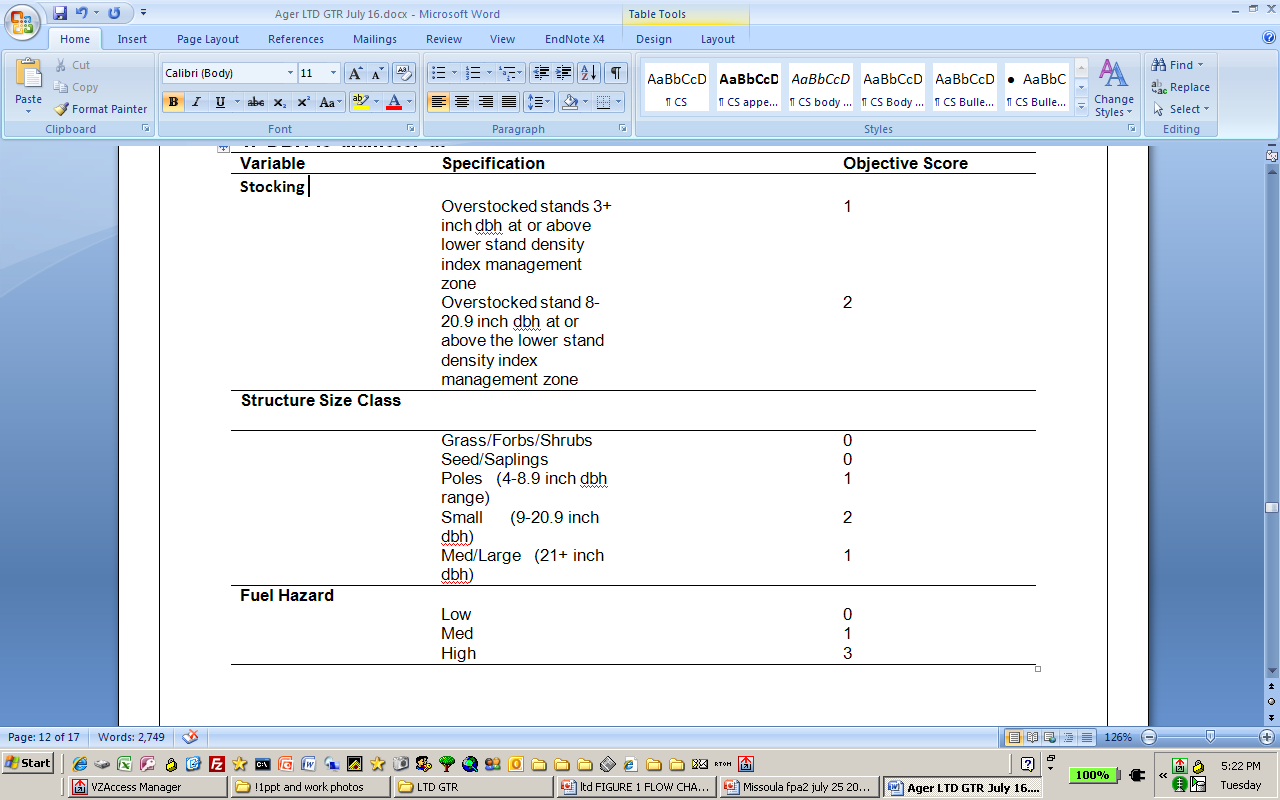 Ager LTD GTR July 16.docx - Microsoft Word
Table Tools
Home Insert Page Layout References Mailings Review View EndNote X4 Design Layout
Paste
Cut
Copy
Format Painter
Clipboard
Calibri (Body) 11
Font
Paragraph
AaBbCcD AaBbCcD AaBbCcD AaBbCcD AaBbCcD AaBbC
¶ CS ¶ CS appe... ¶ CS body ... ¶ CS Body ... ¶ CS Bulle... ¶ CS Bulle...
Change
Styles
Styles
Find
Replace
Select
Editing
Variable Specification Objective Score
Stocking
Overstocked stands 3+ 1
inch dbh at or above
lower stand density
index management
zone
Overstocked stand 8- 2
20.9 inch dbh at or
above the lower stand
density index
management zone
Structure Size Class
Grass/Forbs/Shrubs 0
Seed/Saplings 0
Poles (4-8.9 inch dbh 1
range)
Small (9-20.9 inch 2
dbh)
Med/Large (21+ inch 1
dbh)
Fuel Hazard
Low 0
Med 1
High 3
Page: 12 of 17 Words: 2,749 126%
Start
100%
5:22 PM
Tuesday
VZAccess Manager !1ppt and work photos LTD GTR ltd FIGURE 1 FLOW CHA... Missoula fpa2 july 25 20... Ager LTD GTR July 16....